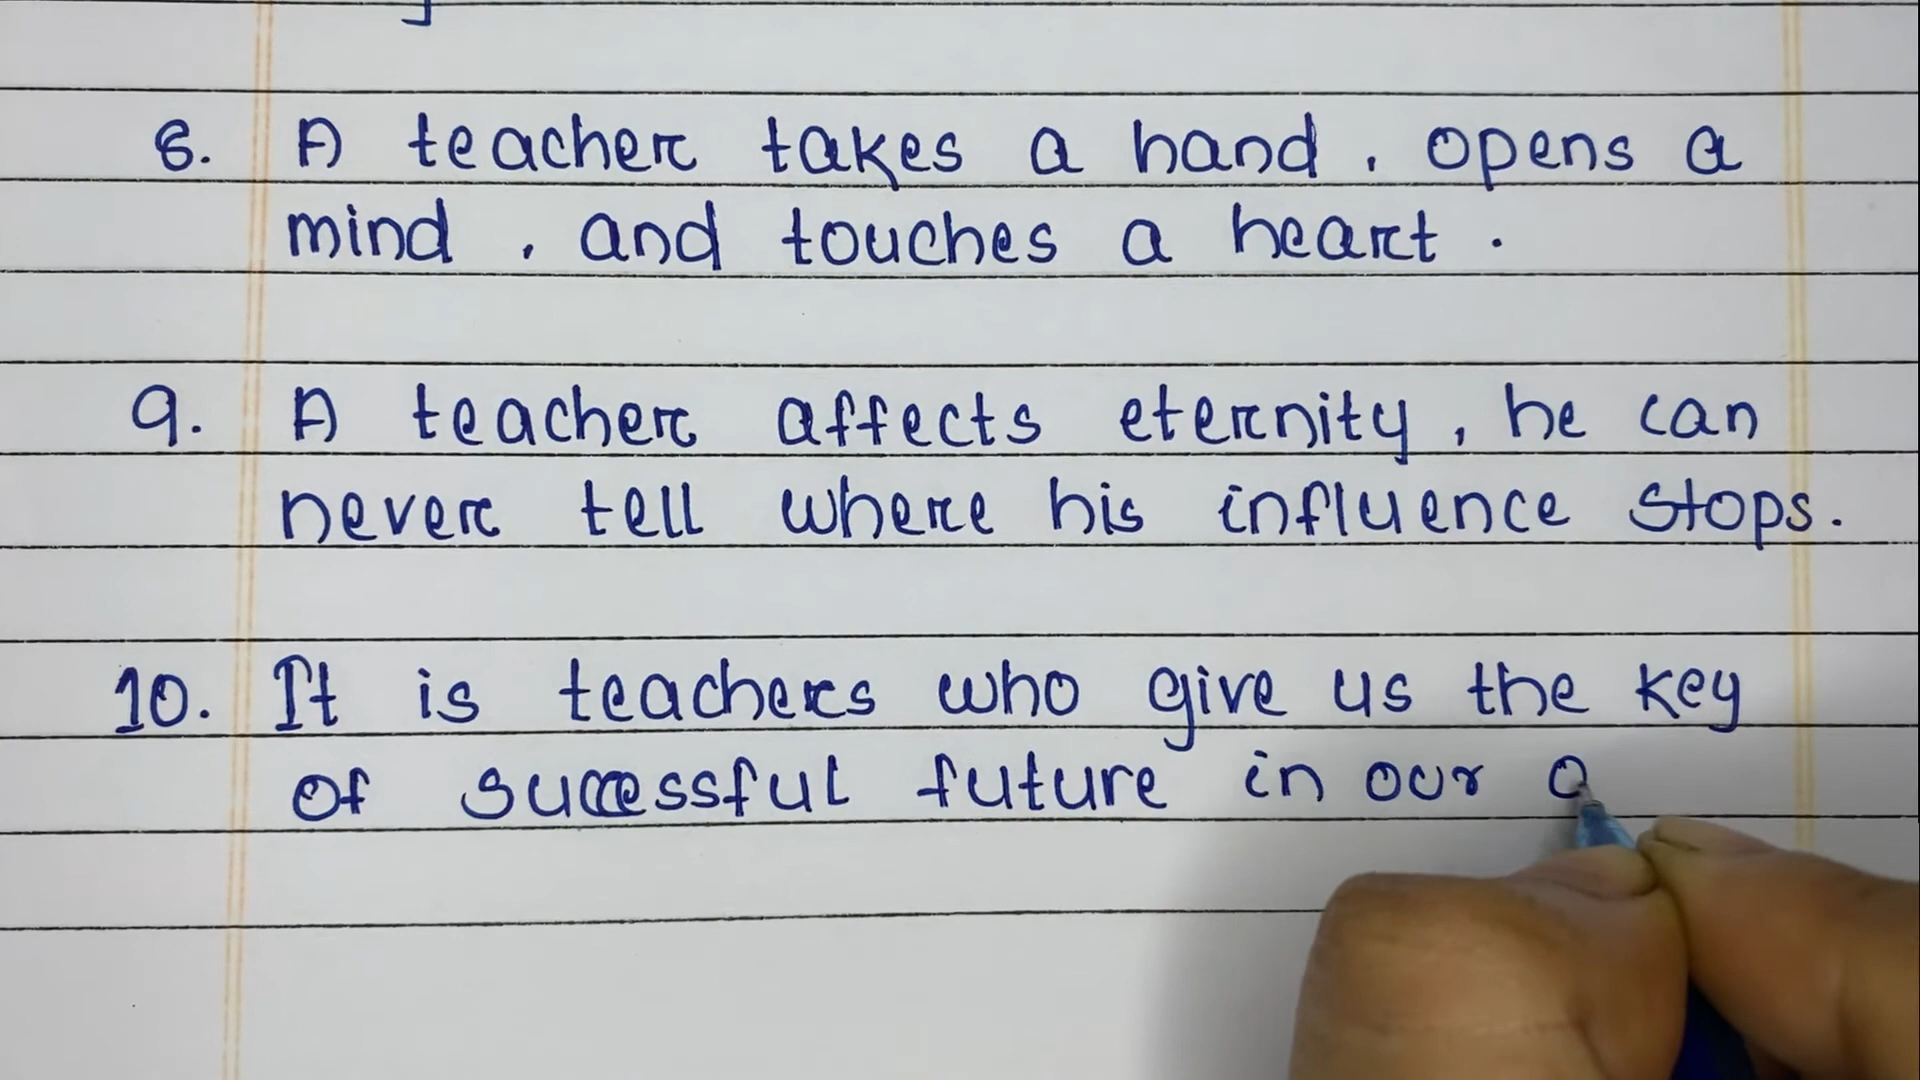 8. A teacher takes a hand, opens a
mind, and touches a heart.
9. A teacher affects eternity, he can
never tell where his influence stops.
10. It is teachers who give us the key
of successful future in our